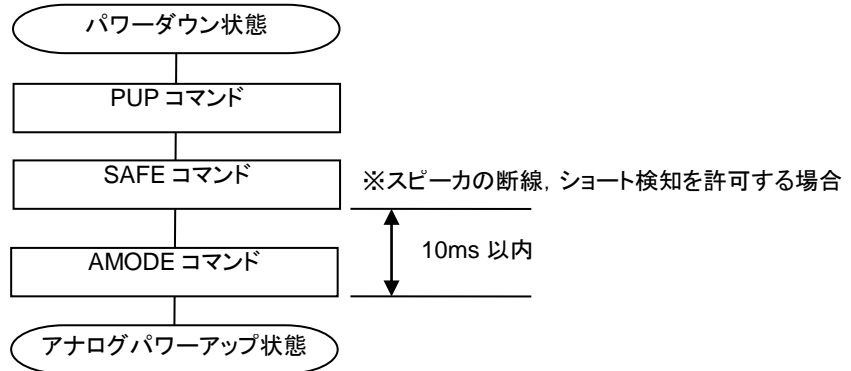 パワーダウン状態
PUP コマンド
SAFE コマンド
※スピーカの断線，ショート検知を許可する場合
10ms 以内
AMODE コマンド
アナログパワーアップ状態